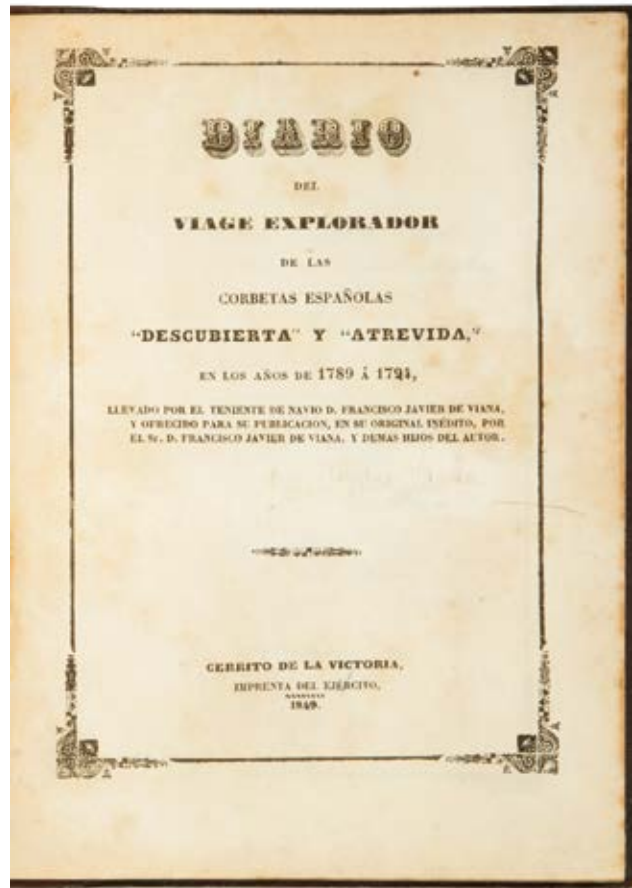 DIARIO
DEL
VIAGE EXPLORADOR
DE LAS
CORBETAS ESPAÑOLAS
“DESCUBIERTA” Y “ATREVIDA,”
EN LOS AÑOS DE 1789 Á 1794,
LLEVADO POR EL TENIENTE DE NAVIO D. FRANCISCO JAVIER DE VIANA,
Y OFRECIDO PARA SU PUBLICACION, EN SU ORIGINAL INÉDITO, POR
EL Sr. D. FRANCISCO JAVIER DE VIANA, Y DEMAS HIJOS DEL AUTOR.
CERRITO DE LA VICTORIA,
IMPRENTA DEL EJÉRCITO,
1849.